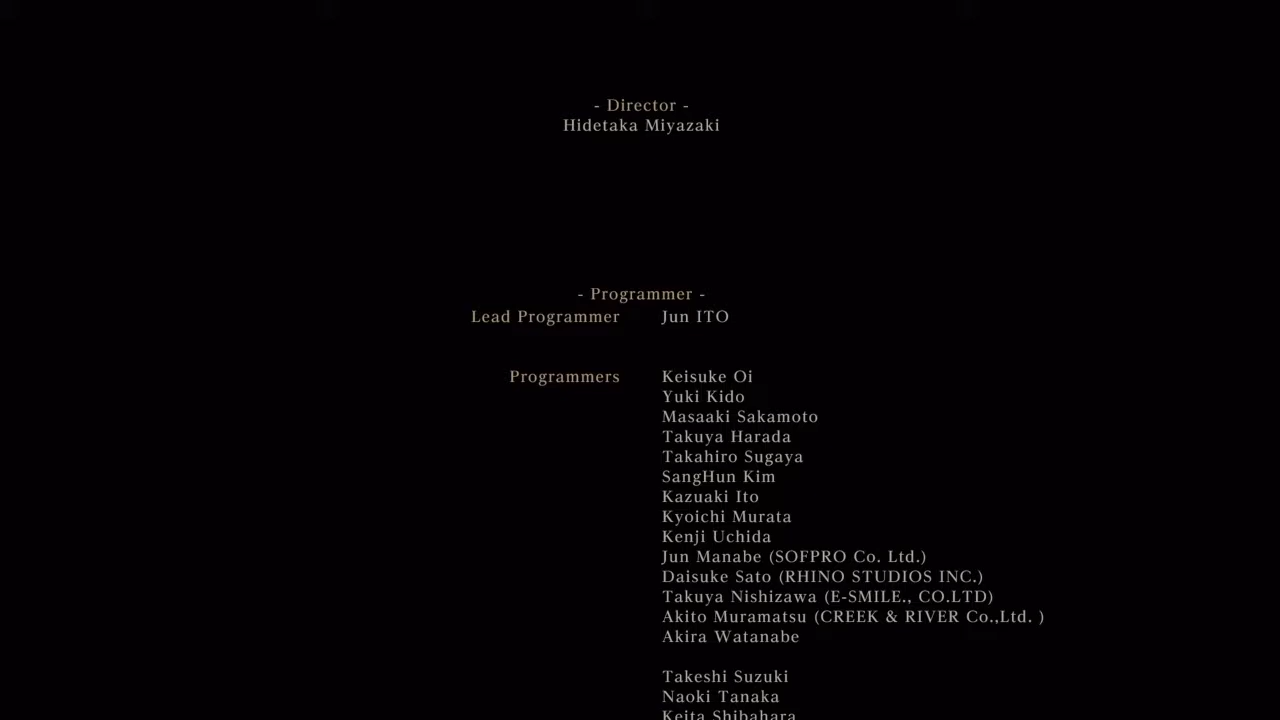 - Director -
Hidetaka Miyazaki
- Programmer -
Lead Programmer Jun ITO
Programmers Keisuke Oi
Yuki Kido
Masaaki Sakamoto
Takuya Harada
Takahiro Sugaya
SangHun Kim
Kazuaki Ito
Kyoichi Murata
Kenji Uchida
Jun Manabe (SOFPRO Co. Ltd.)
Daisuke Sato (RHINO STUDIOS INC.)
Takuya Nishizawa (E-SMILE., CO.LTD)
Akito Muramatsu (CREEK & RIVER Co.,Ltd. )
Akira Watanabe
Takeshi Suzuki
Naoki Tanaka
Keita Shibahara